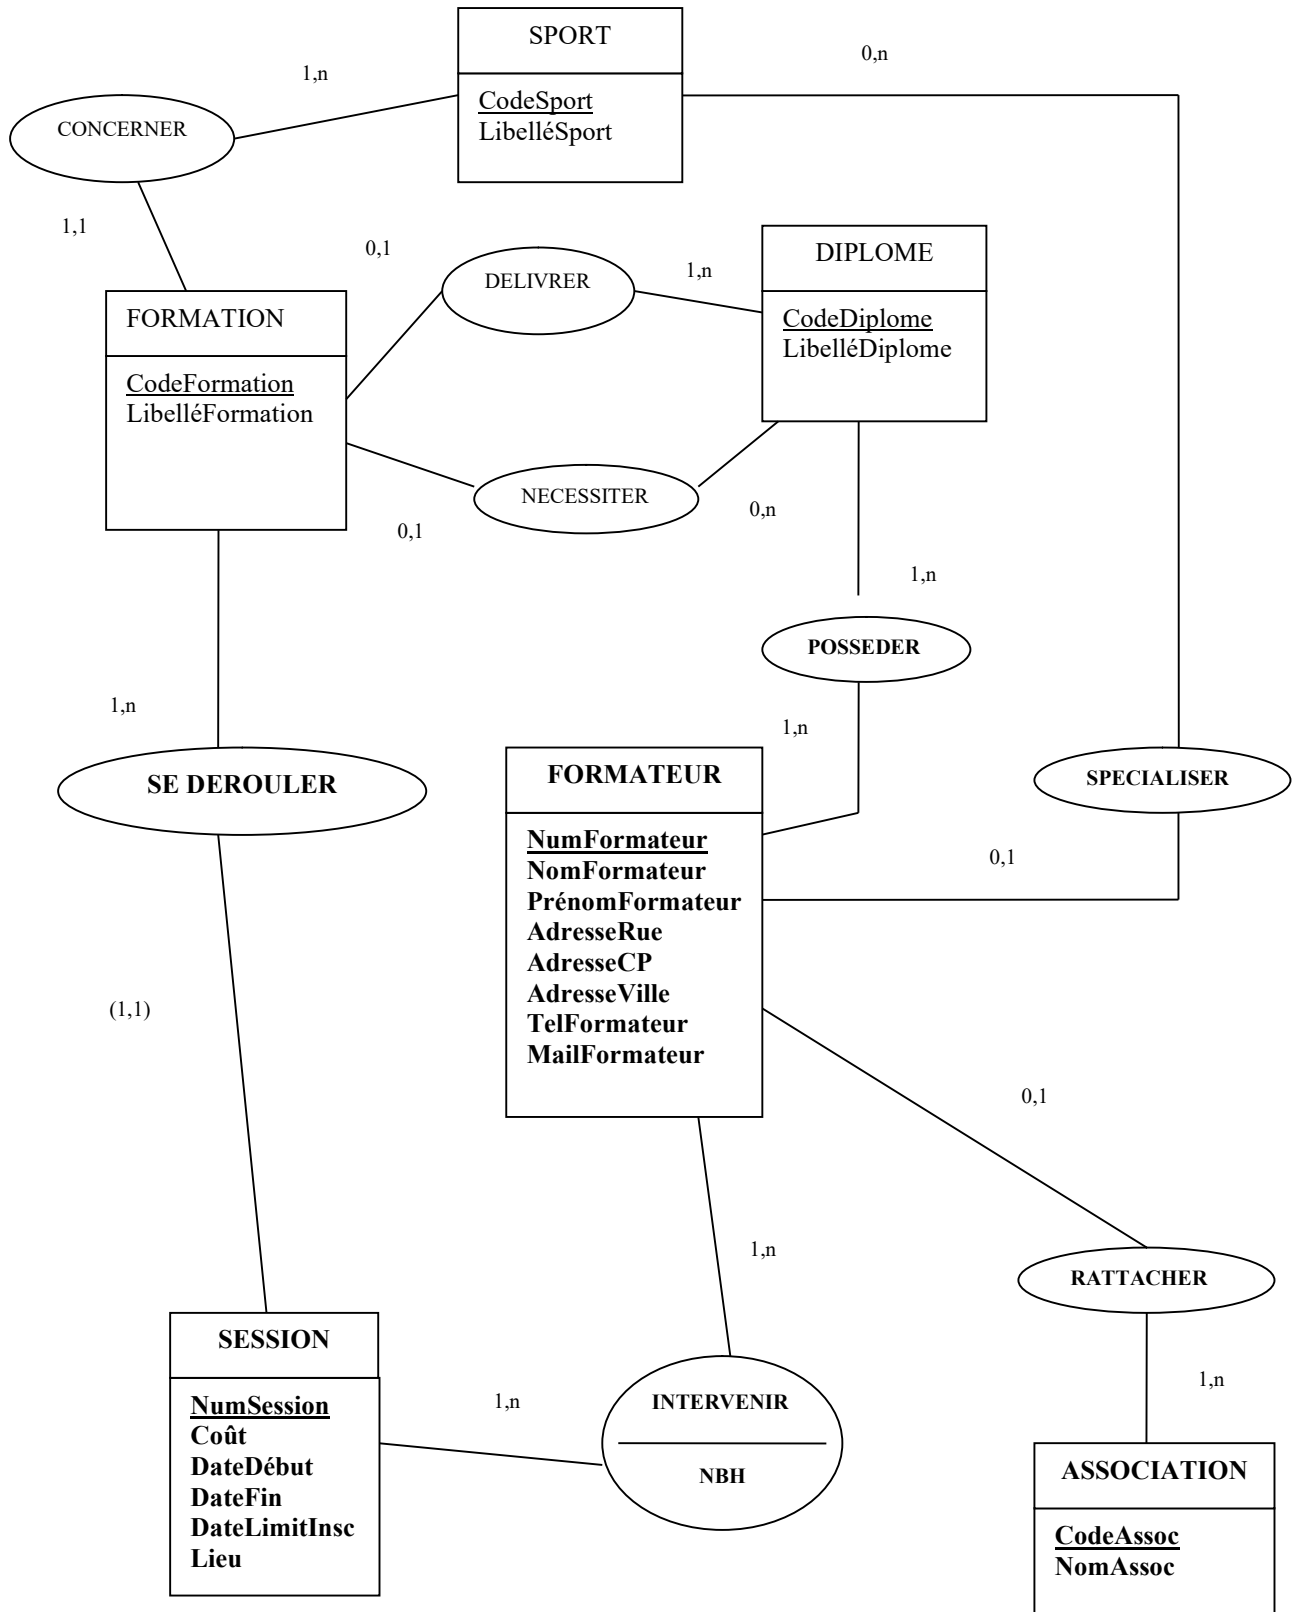 SPORT
0,n
1,n
CodeSport
LibelléSport
CONCERNER
1,1
0,1
DELIVRER
1,n
DIPLOME
CodeDiplome
LibelléDiplome
FORMATION
CodeFormation
LibelléFormation
NECESSITER
0,1
0,n
1,n
POSSEDER
1,n
1,n
SE DEROULER
FORMATEUR
NumFormateur
NomFormateur
PrénomFormateur
AdresseRue
AdresseCP
AdresseVille
TelFormateur
MailFormateur
SPECIALISER
0,1
(1,1)
0,1
1,n
RATTACHER
SESSION
NumSession
Coût
DateDébut
DateFin
DateLimitInsc
Lieu
1,n
INTERVENIR
NBH
1,n
ASSOCIATION
CodeAssoc
NomAssoc